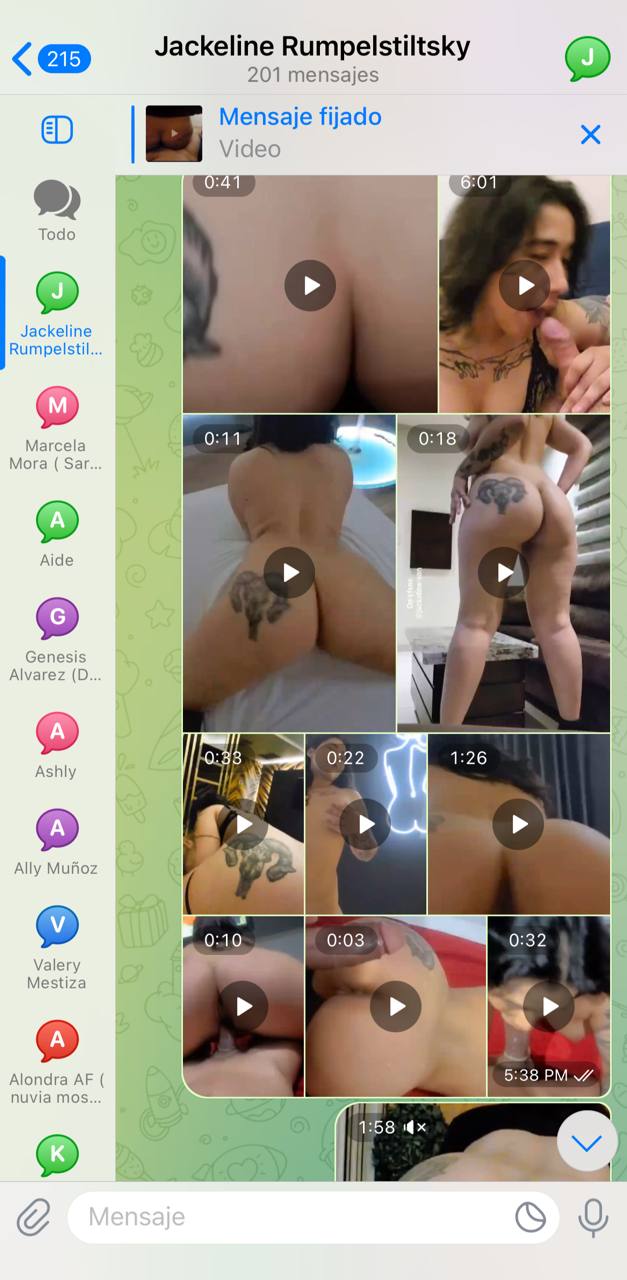 215
Jackeline Rumpelstiltsky
201 mensajes
J
Mensaje fijado
Video
Todo
J
Jackeline
Rumpelstil...
M
Marcela
Mora ( Sar...
A
Aide
G
Genesis
Alvarez (D...
A
Ashly
A
Ally Muñoz
V
Valery
Mestiza
A
Alondra AF (
nuvia mos...
K
0:41
6:01
0:11
0:18
0:33
0:22
1:26
0:10
0:03
0:32
5:38 PM
1:58
Mensaje